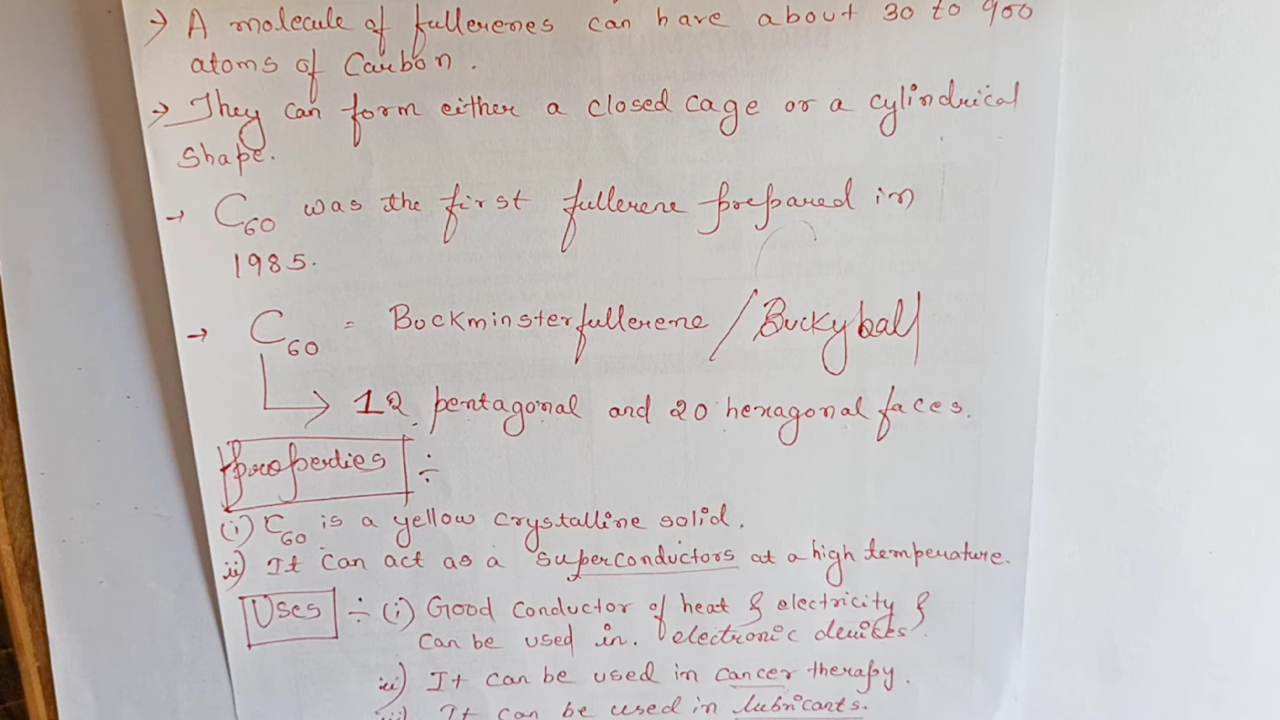 → A molecule of fullerenes can have about 30 to 900
atoms of Carbon.
→ They can form either a closed cage or a cylindrical
shape.
→ C60 was the first fullerene prepared in
1985.
→ C60 = Buckminsterfullerene / Buckyball
→ 12 pentagonal and 20 hexagonal faces.
Properties ÷
(i) C60 is a yellow crystalline solid.
ii) It can act as a superconductors at a high temperature.
Uses ÷ (i) Good conductor of heat & electricity &
can be used in. electronic devices.
ii) It can be used in cancer therapy.
iii) It can be used in lubricants.